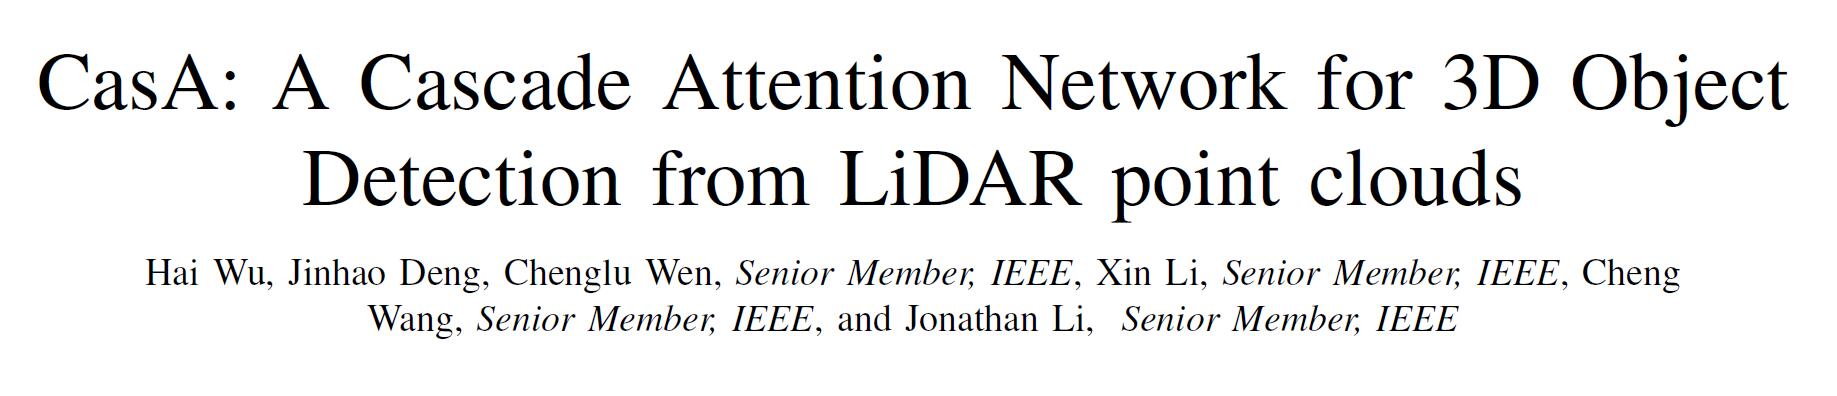 CasA: A Cascade Attention Network for 3D Object
Detection from LiDAR point clouds
Hai Wu, Jinhao Deng, Chenglu Wen, Senior Member, IEEE, Xin Li, Senior Member, IEEE, Cheng
Wang, Senior Member, IEEE, and Jonathan Li, Senior Member, IEEE